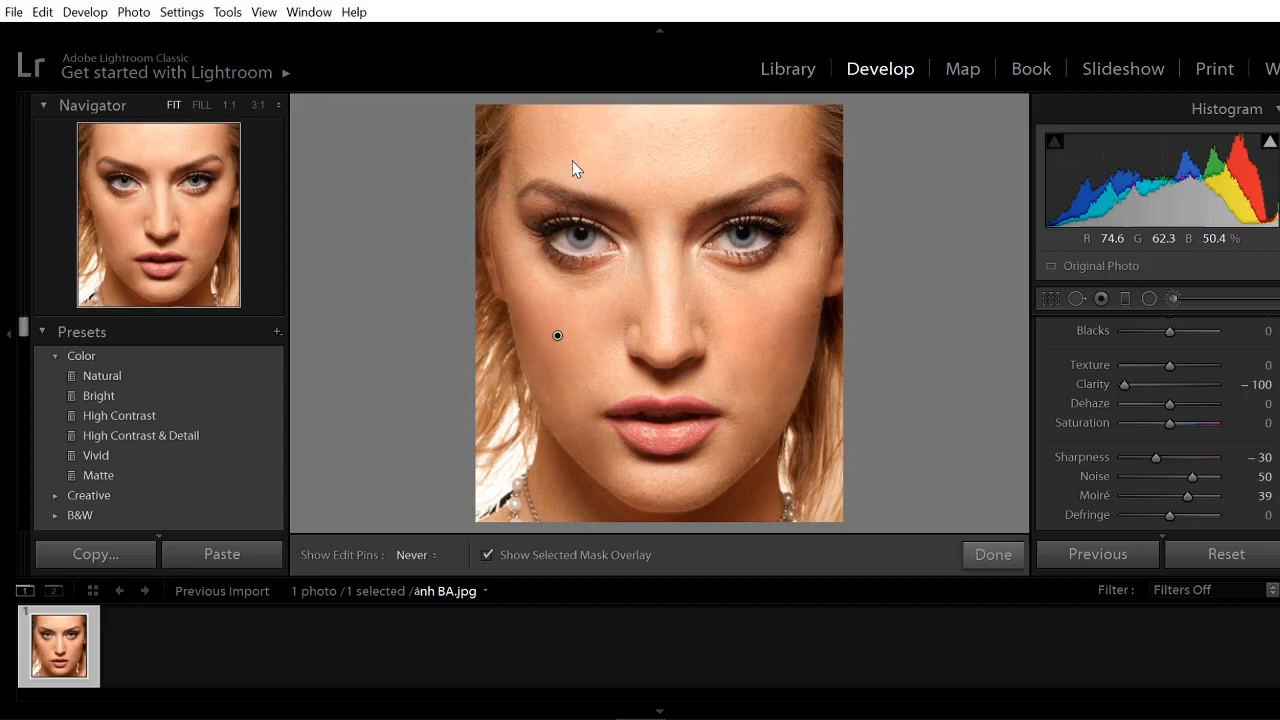 File Edit Develop Photo Settings Tools View Window Help
Lr Adobe Lightroom Classic
Get started with Lightroom
Library Develop Map Book Slideshow Print W
Navigator FIT FILL 1:1 3:1
Histogram
R 74.6 G 62.3 B 50.4 %
Original Photo
Presets +
Color
Natural
Bright
High Contrast
High Contrast & Detail
Vivid
Matte
Creative
B&W
Blacks 0
Texture 0
Clarity – 100
Dehaze 0
Saturation 0
Sharpness – 30
Noise 50
Moiré 39
Defringe 0
Copy... Paste
Show Edit Pins : Never Show Selected Mask Overlay Done
Previous Reset
1 2 Previous Import 1 photo / 1 selected / ảnh BA.jpg Filter : Filters Off
1